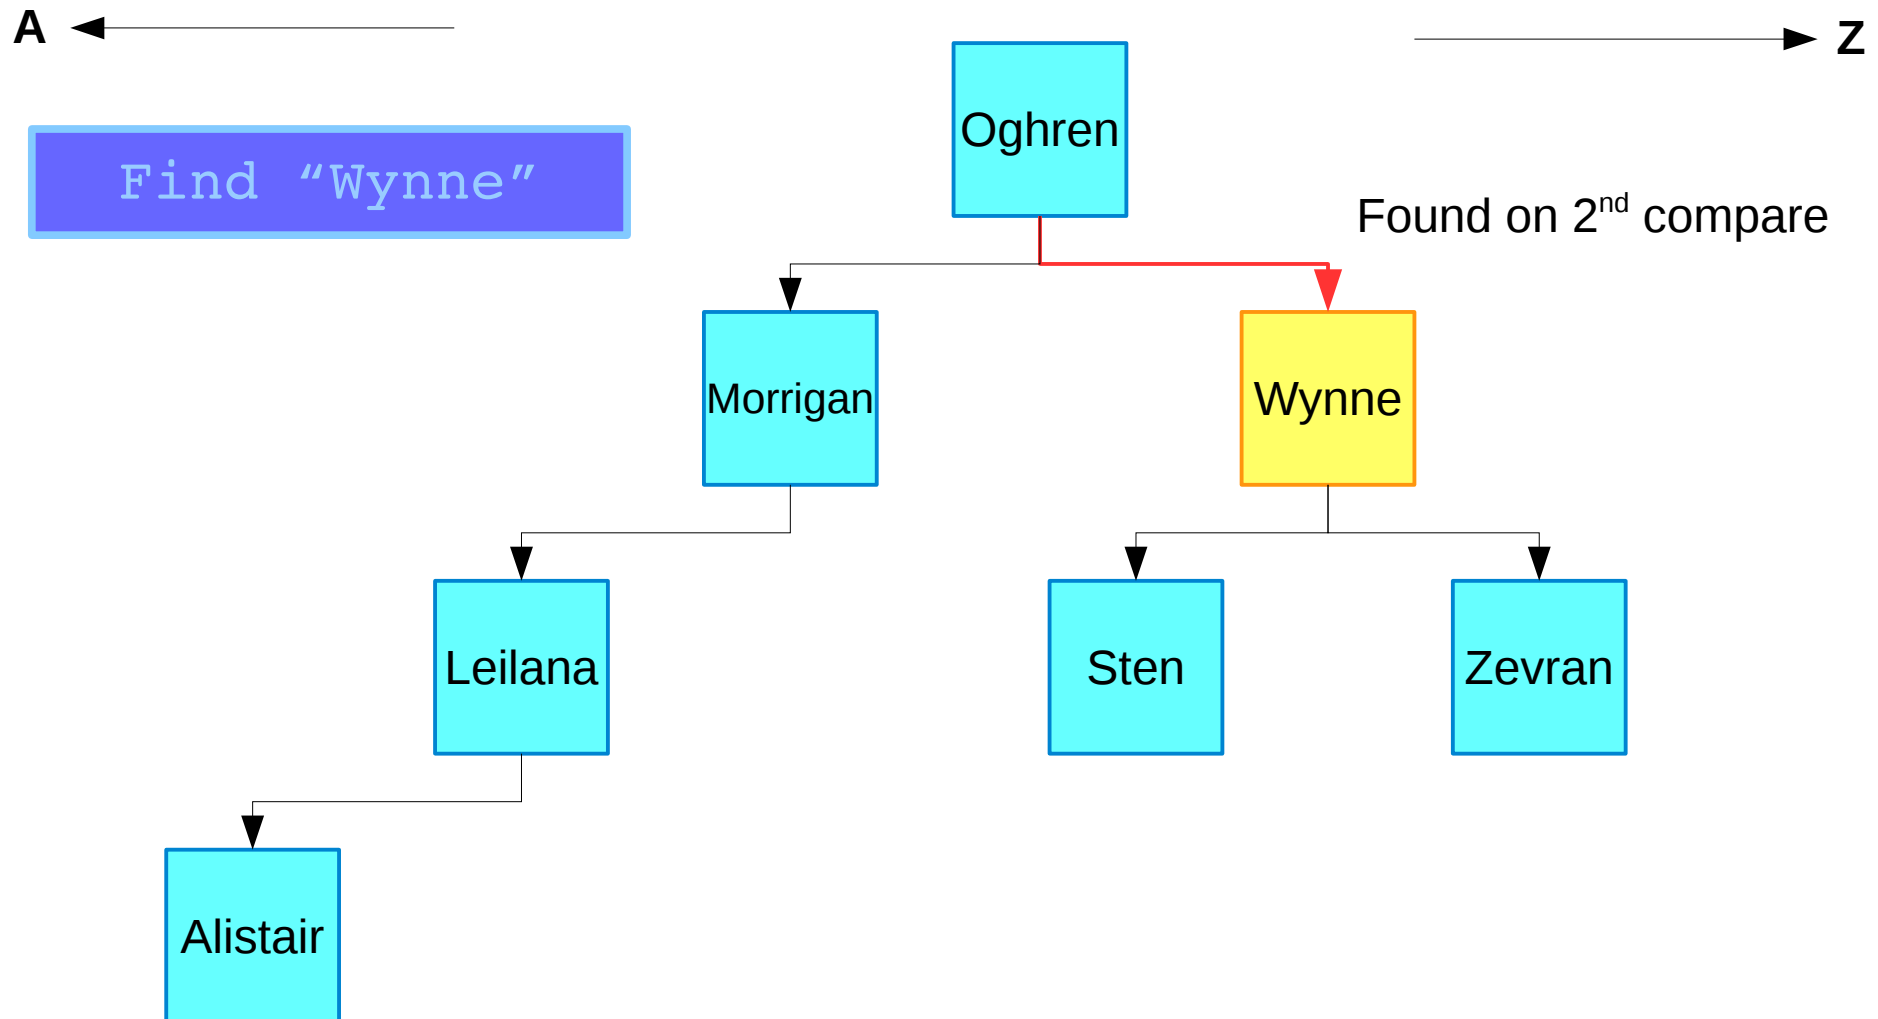 A
Z
Oghren
Find “Wynne”
Found on 2nd compare
Morrigan
Wynne
Leilana
Sten
Zevran
Alistair